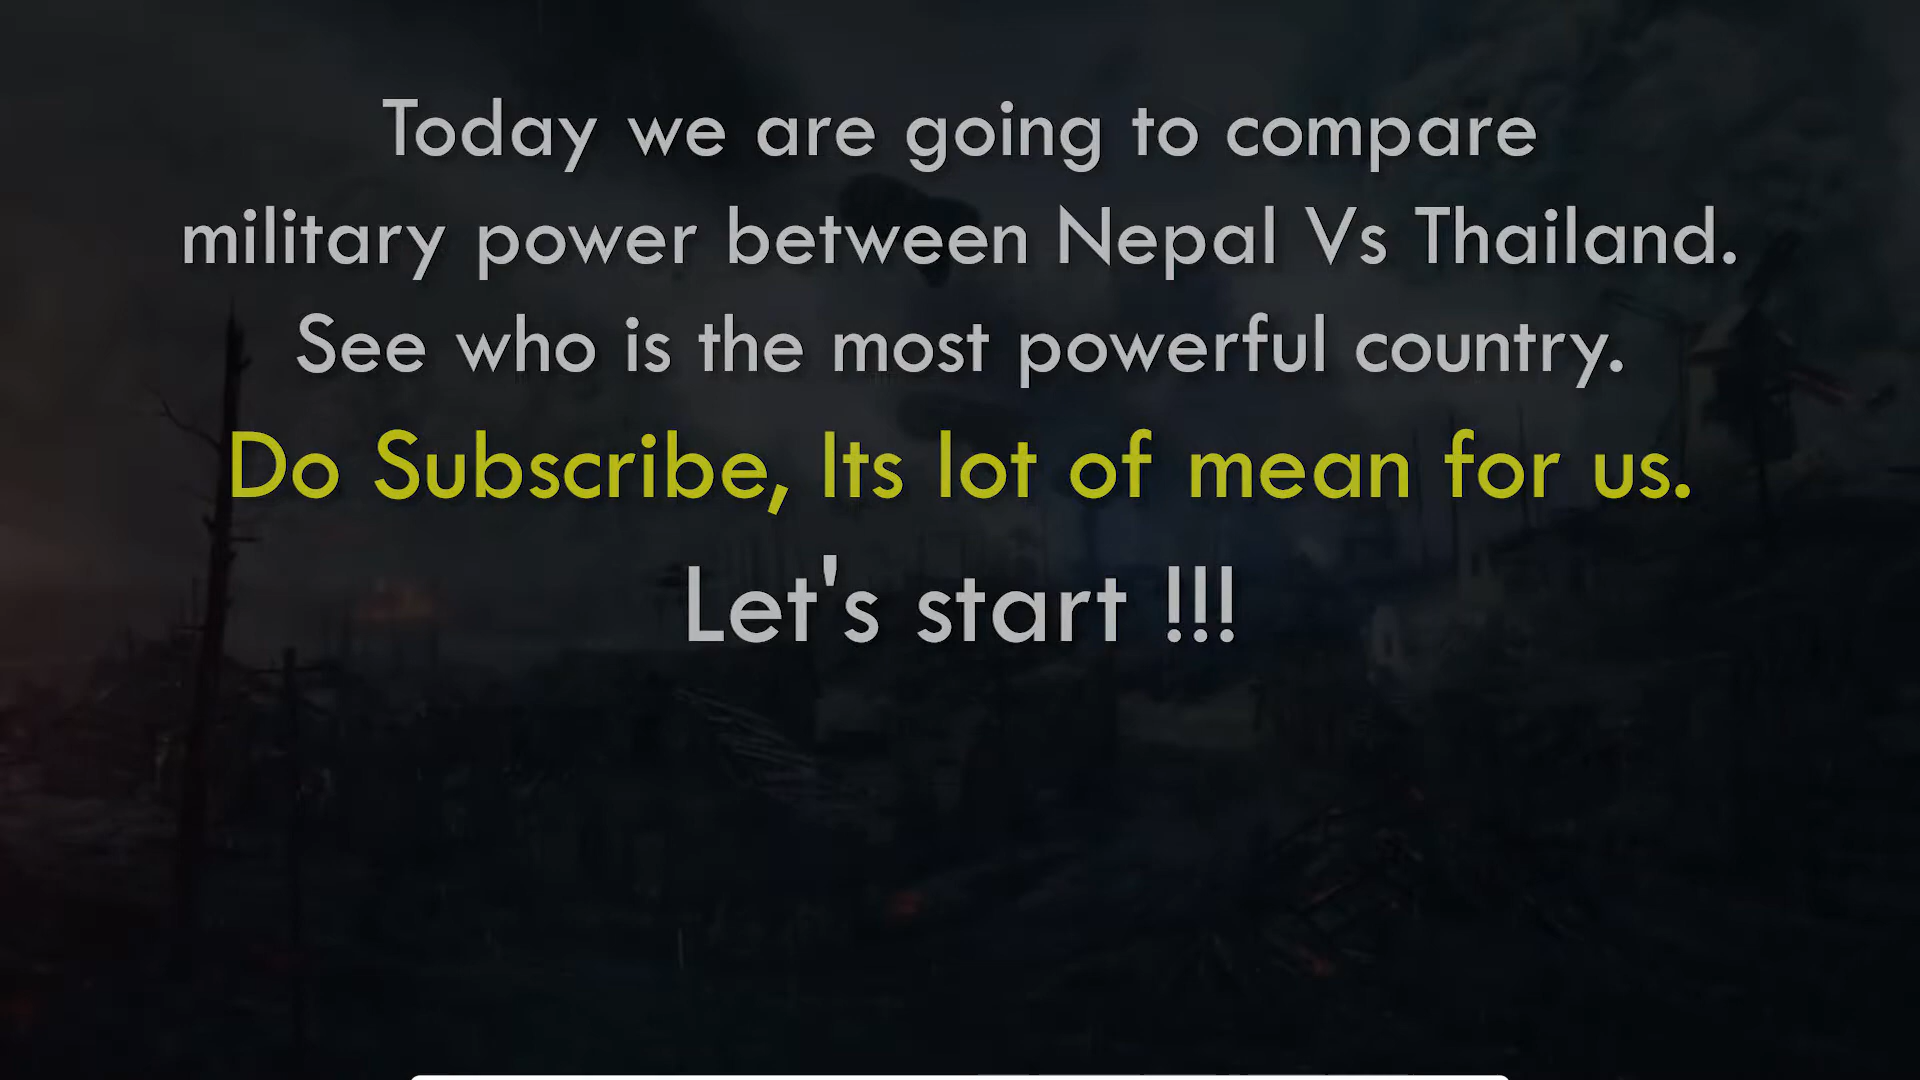 Today we are going to compare
military power between Nepal Vs Thailand.
See who is the most powerful country.
Do Subscribe, Its lot of mean for us.
Let's start !!!